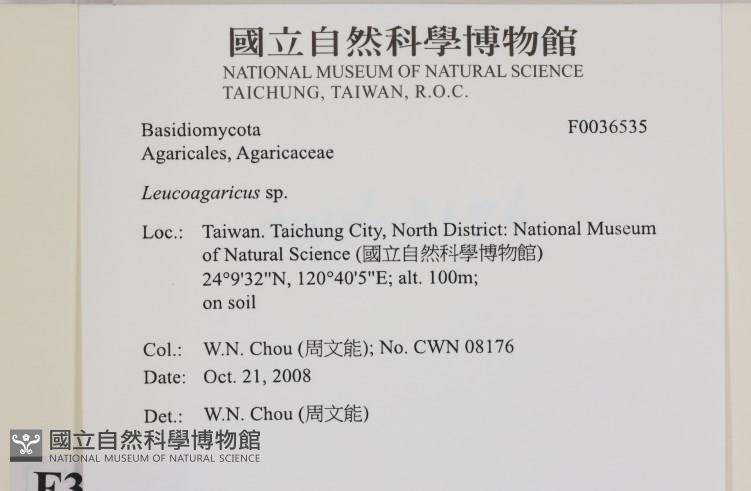 國立自然科學博物館
NATIONAL MUSEUM OF NATURAL SCIENCE
TAICHUNG, TAIWAN, R.O.C.
Basidiomycota F0036535
Agaricales, Agaricaceae
Leucoagaricus sp.
Loc.: Taiwan. Taichung City, North District: National Museum
of Natural Science (國立自然科學博物館)
24°9'32"N, 120°40'5"E; alt. 100m;
on soil
Col.: W.N. Chou (周文能); No. CWN 08176
Date: Oct. 21, 2008
Det.: W.N. Chou (周文能)
國立自然科學博物館
NATIONAL MUSEUM OF NATURAL SCIENCE
F3